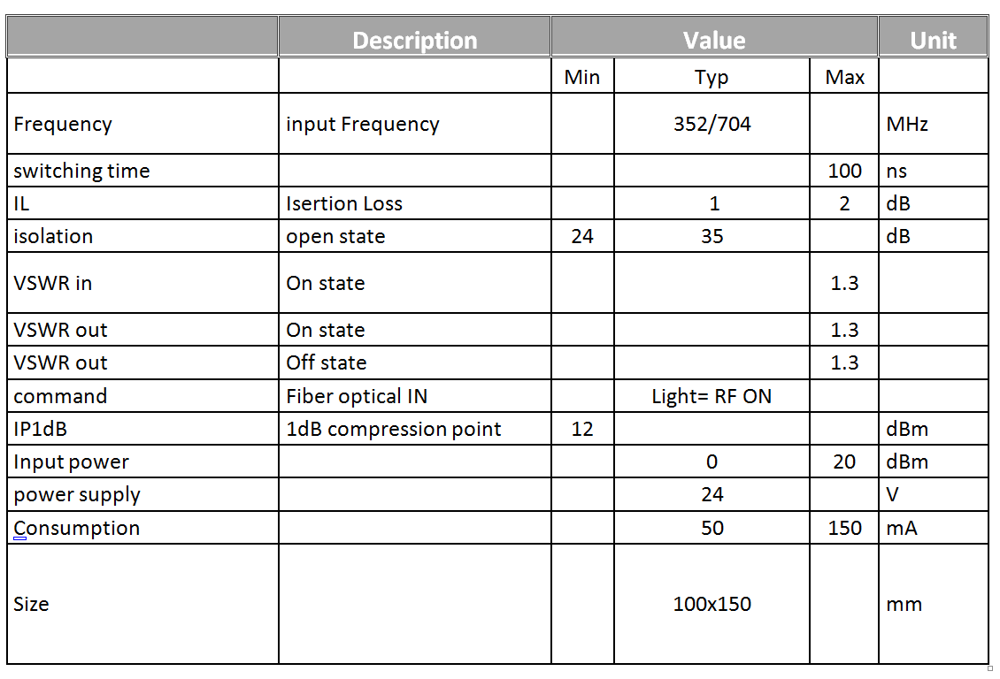 Description Value Unit
Min Typ Max
Frequency input Frequency 352/704 MHz
switching time 100 ns
IL Isertion Loss 1 2 dB
isolation open state 24 35 dB
VSWR in On state 1.3
VSWR out On state 1.3
VSWR out Off state 1.3
command Fiber optical IN Light= RF ON
IP1dB 1dB compression point 12 dBm
Input power 0 20 dBm
power supply 24 V
Consumption 50 150 mA
Size 100x150 mm